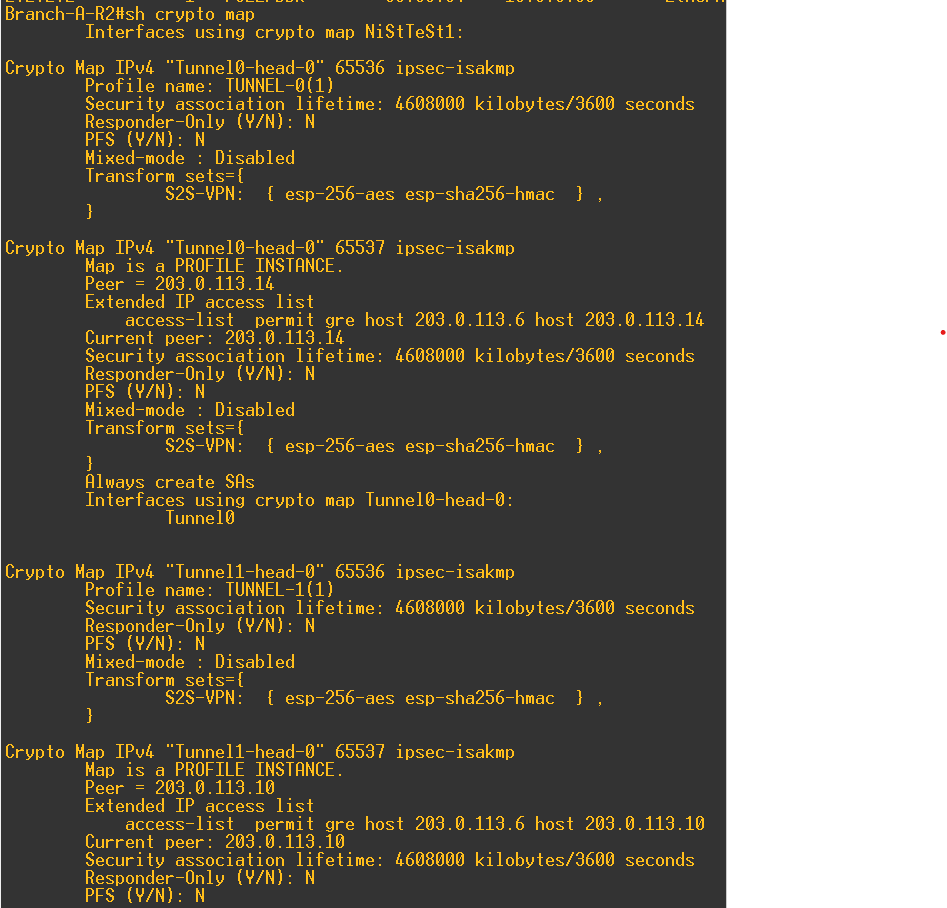 Branch-A-R2#sh crypto map
        Interfaces using crypto map NiStTeSt1:

Crypto Map IPv4 "Tunnel0-head-0" 65536 ipsec-isakmp
        Profile name: TUNNEL-0(1)
        Security association lifetime: 4608000 kilobytes/3600 seconds
        Responder-Only (Y/N): N
        PFS (Y/N): N
        Mixed-mode : Disabled
        Transform sets={
                S2S-VPN:  { esp-256-aes esp-sha256-hmac  } ,
        }

Crypto Map IPv4 "Tunnel0-head-0" 65537 ipsec-isakmp
        Map is a PROFILE INSTANCE.
        Peer = 203.0.113.14
        Extended IP access list
            access-list  permit gre host 203.0.113.6 host 203.0.113.14
        Current peer: 203.0.113.14
        Security association lifetime: 4608000 kilobytes/3600 seconds
        Responder-Only (Y/N): N
        PFS (Y/N): N
        Mixed-mode : Disabled
        Transform sets={
                S2S-VPN:  { esp-256-aes esp-sha256-hmac  } ,
        }
        Always create SAs
        Interfaces using crypto map Tunnel0-head-0:
                Tunnel0

Crypto Map IPv4 "Tunnel1-head-0" 65536 ipsec-isakmp
        Profile name: TUNNEL-1(1)
        Security association lifetime: 4608000 kilobytes/3600 seconds
        Responder-Only (Y/N): N
        PFS (Y/N): N
        Mixed-mode : Disabled
        Transform sets={
                S2S-VPN:  { esp-256-aes esp-sha256-hmac  } ,
        }

Crypto Map IPv4 "Tunnel1-head-0" 65537 ipsec-isakmp
        Map is a PROFILE INSTANCE.
        Peer = 203.0.113.10
        Extended IP access list
            access-list  permit gre host 203.0.113.6 host 203.0.113.10
        Current peer: 203.0.113.10
        Security association lifetime: 4608000 kilobytes/3600 seconds
        Responder-Only (Y/N): N
        PFS (Y/N): N